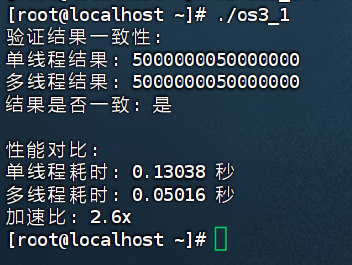 [root@localhost ~]# ./os3_1
验证结果一致性:
单线程结果: 5000000050000000
多线程结果: 5000000050000000
结果是否一致: 是
性能对比:
单线程耗时: 0.13038 秒
多线程耗时: 0.05016 秒
加速比: 2.6x
[root@localhost ~]#